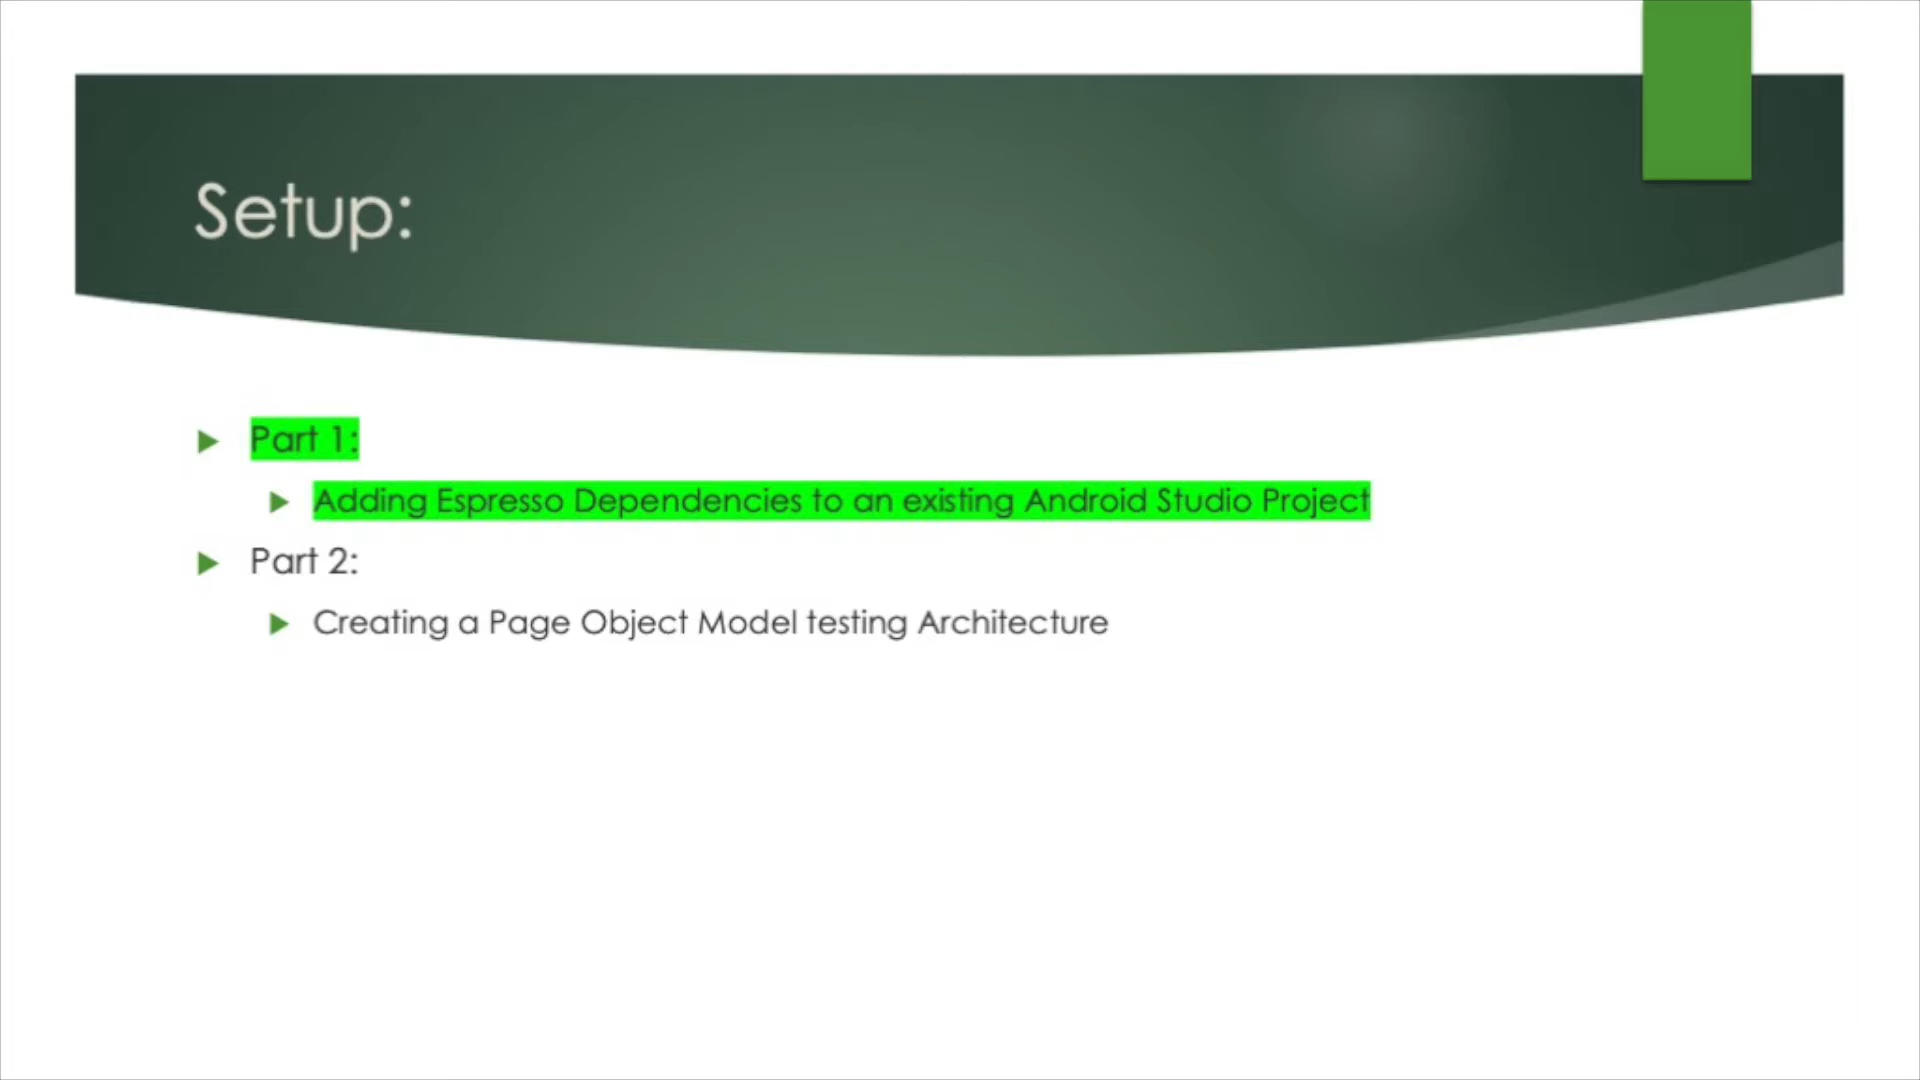 Setup:
Part 1:
Adding Espresso Dependencies to an existing Android Studio Project
Part 2:
Creating a Page Object Model testing Architecture